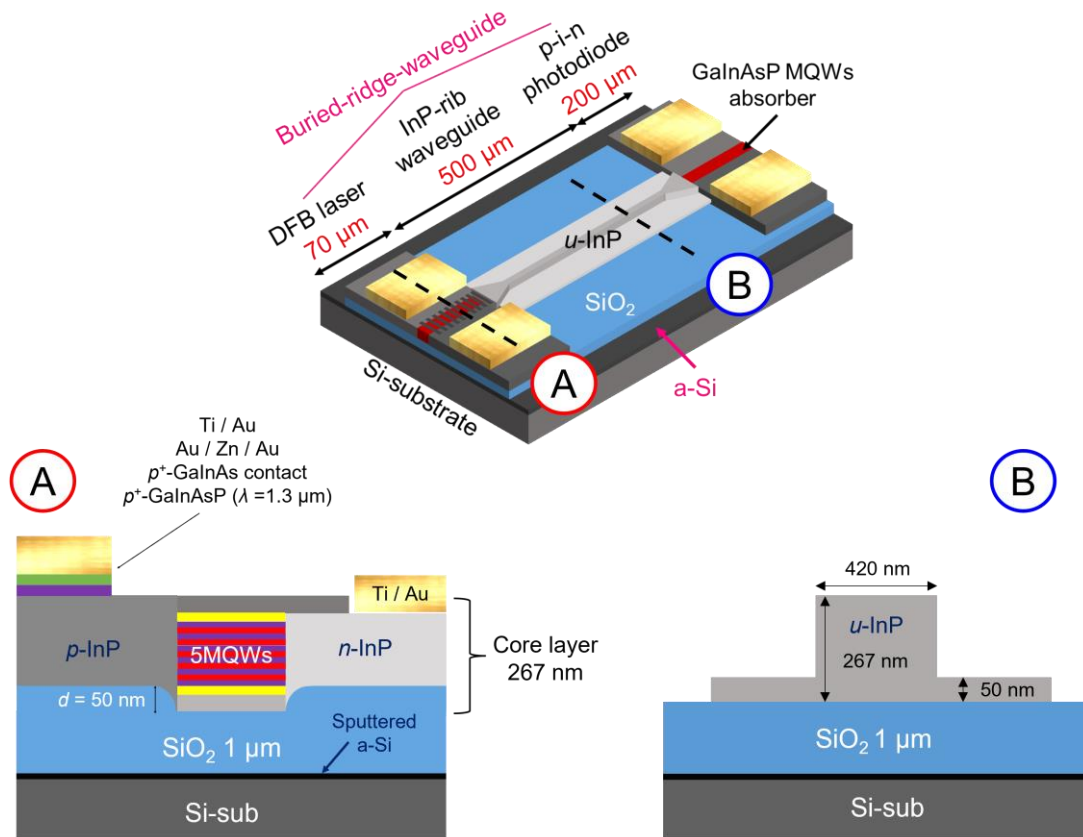 Buried-ridge-waveguide
DFB laser
70 µm
InP-rib
waveguide
500 µm
p-i-n
photodiode
200 µm
GaInAsP MQWs
absorber
u-InP
SiO₂
B
A
a-Si
Si-substrate
A
Ti / Au
Au / Zn / Au
p⁺-GaInAs contact
p⁺-GaInAsP (λ =1.3 µm)
Ti / Au
p-InP
5MQWs
n-InP
Core layer
267 nm
d = 50 nm
Sputtered
a-Si
SiO₂ 1 µm
Si-sub
B
420 nm
u-InP
267 nm
50 nm
SiO₂ 1 µm
Si-sub